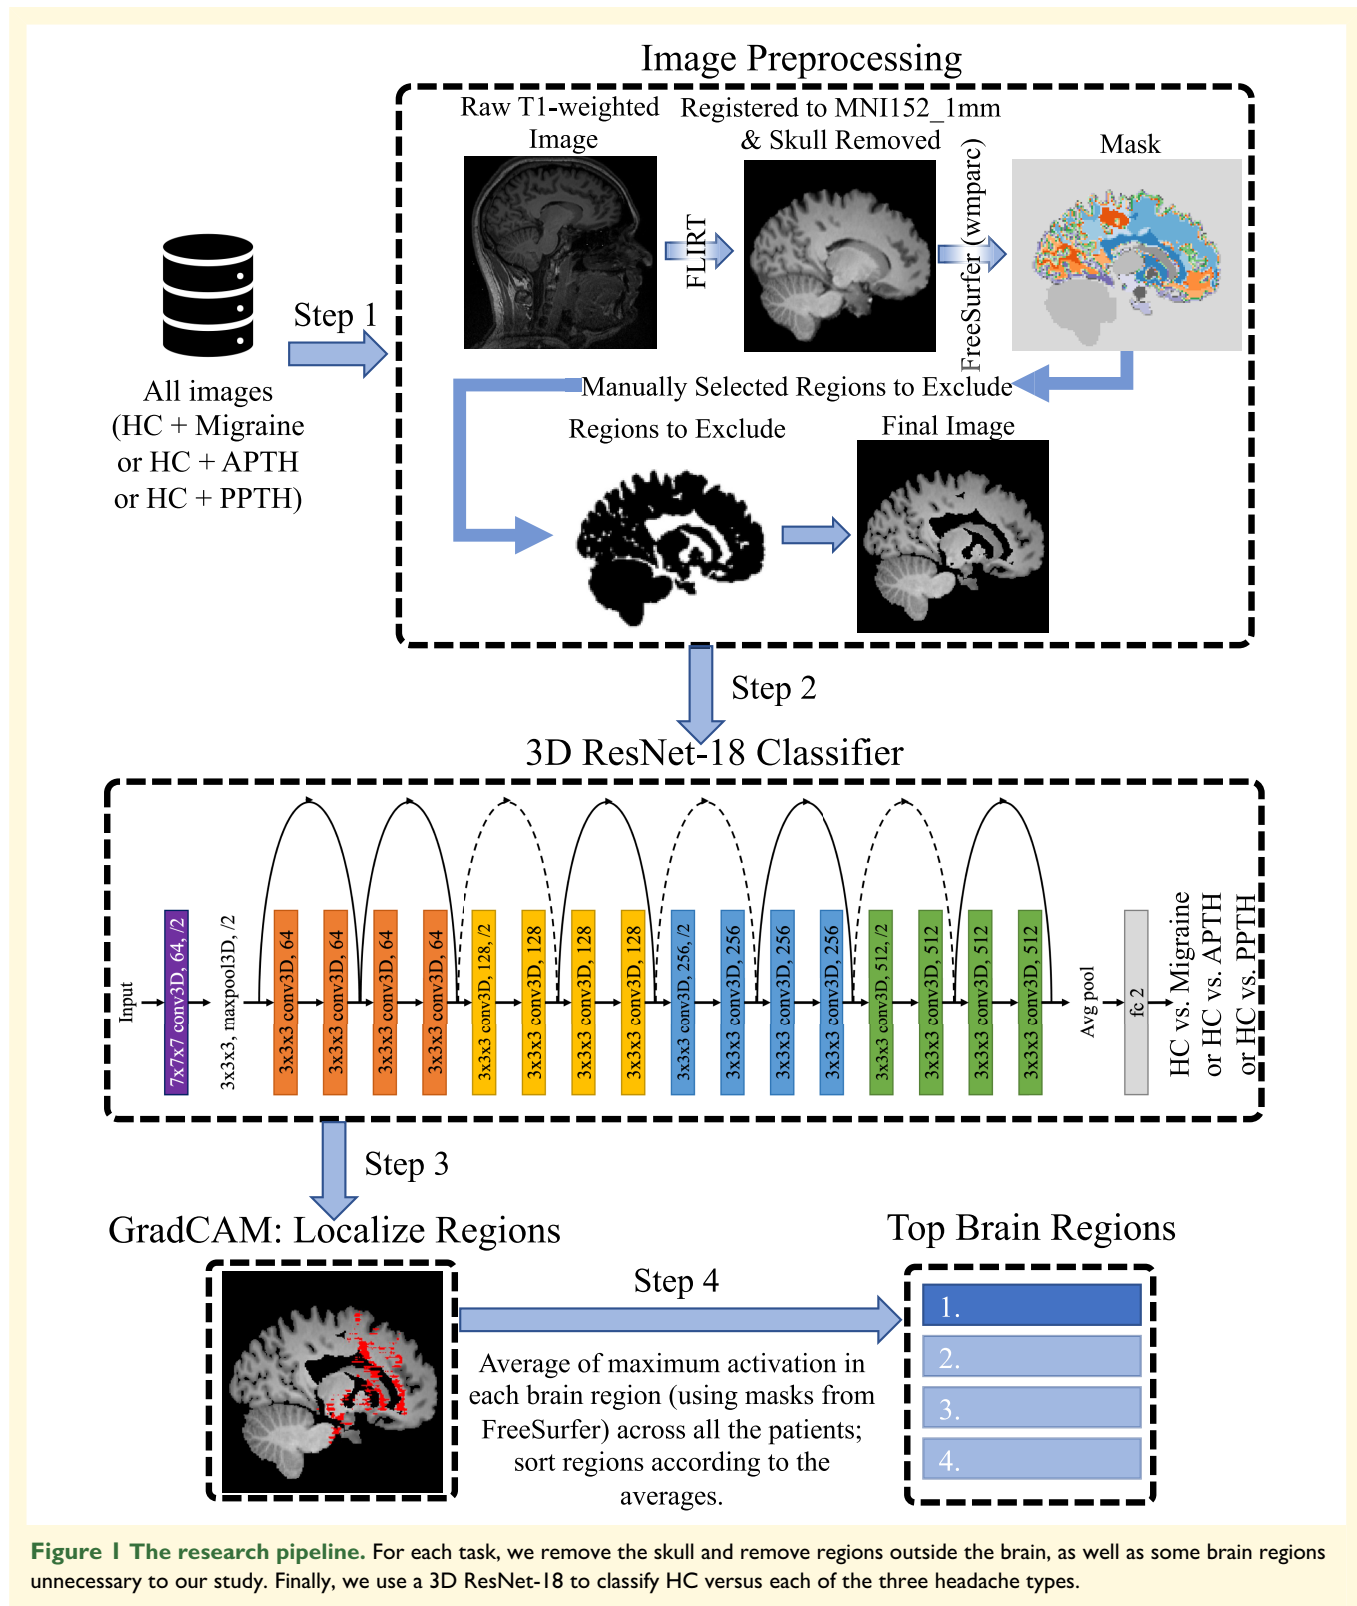 Image Preprocessing
Raw T1-weighted
Image
Registered to MNI152_1mm
& Skull Removed
Mask
FLIRT
FreeSurfer (wmparc)
Step 1
All images
(HC + Migraine
or HC + APTH
or HC + PPTH)
Manually Selected Regions to Exclude
Regions to Exclude
Final Image
Step 2
3D ResNet-18 Classifier
Input
7x7x7 conv3D, 64, /2
3x3x3, maxpool3D, /2
3x3x3 conv3D, 64
3x3x3 conv3D, 64
3x3x3 conv3D, 64
3x3x3 conv3D, 64
3x3x3 conv3D, 128, /2
3x3x3 conv3D, 128
3x3x3 conv3D, 128
3x3x3 conv3D, 128
3x3x3 conv3D, 256, /2
3x3x3 conv3D, 256
3x3x3 conv3D, 256
3x3x3 conv3D, 256
3x3x3 conv3D, 512, /2
3x3x3 conv3D, 512
3x3x3 conv3D, 512
3x3x3 conv3D, 512
Avg pool
fc 2
HC vs. Migraine
or HC vs. APTH
or HC vs. PPTH
Step 3
GradCAM: Localize Regions
Step 4
Average of maximum activation in
each brain region (using masks from
FreeSurfer) across all the patients;
sort regions according to the
averages.
Top Brain Regions
1.
2.
3.
4.
Figure 1 The research pipeline. For each task, we remove the skull and remove regions outside the brain, as well as some brain regions
unnecessary to our study. Finally, we use a 3D ResNet-18 to classify HC versus each of the three headache types.